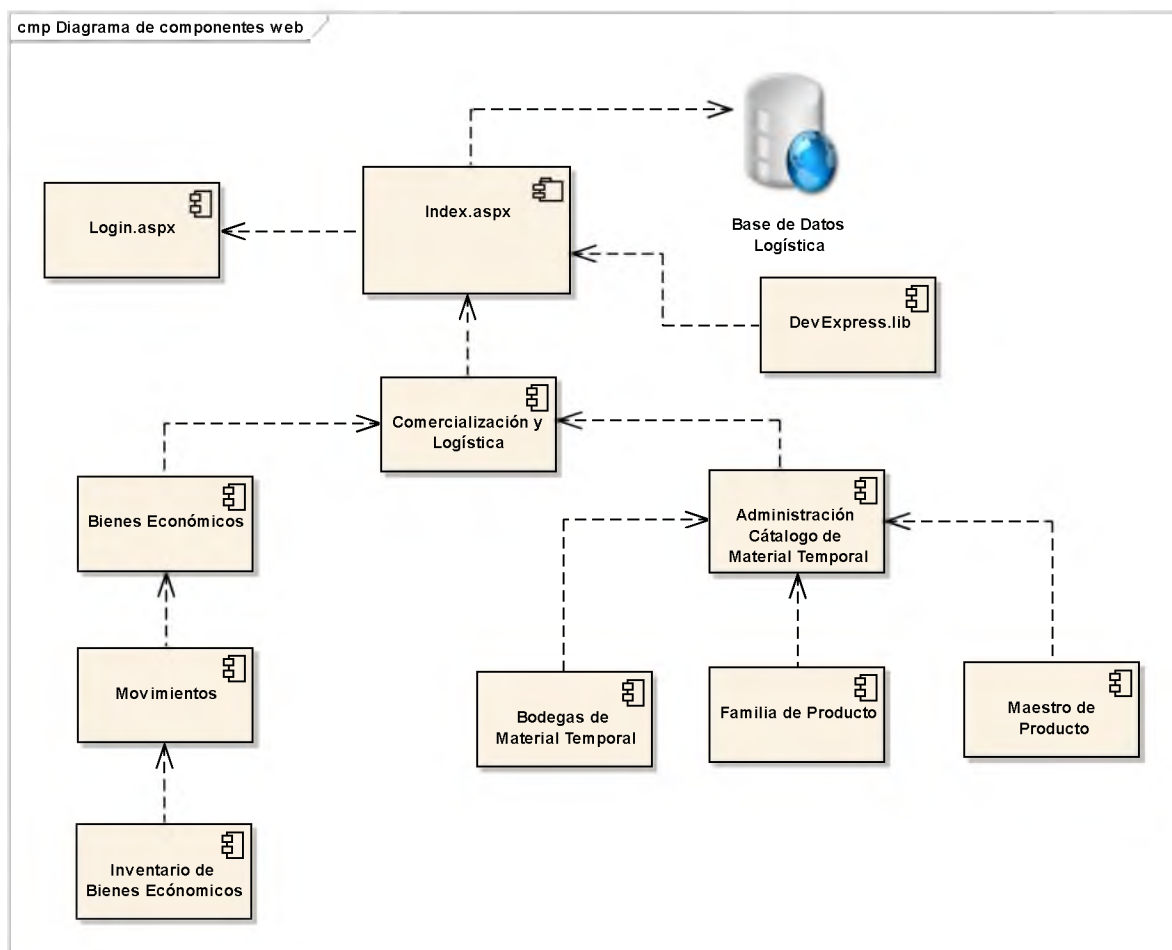 cmp Diagrama de componentes web
Base de Datos
Logística
Login.aspx
Index.aspx
DevExpress.lib
Comercialización y
Logística
Bienes Económicos
Administración
Cátalogo de
Material Temporal
Movimientos
Bodegas de
Material Temporal
Familia de Producto
Maestro de
Producto
Inventario de
Bienes Ecónomicos